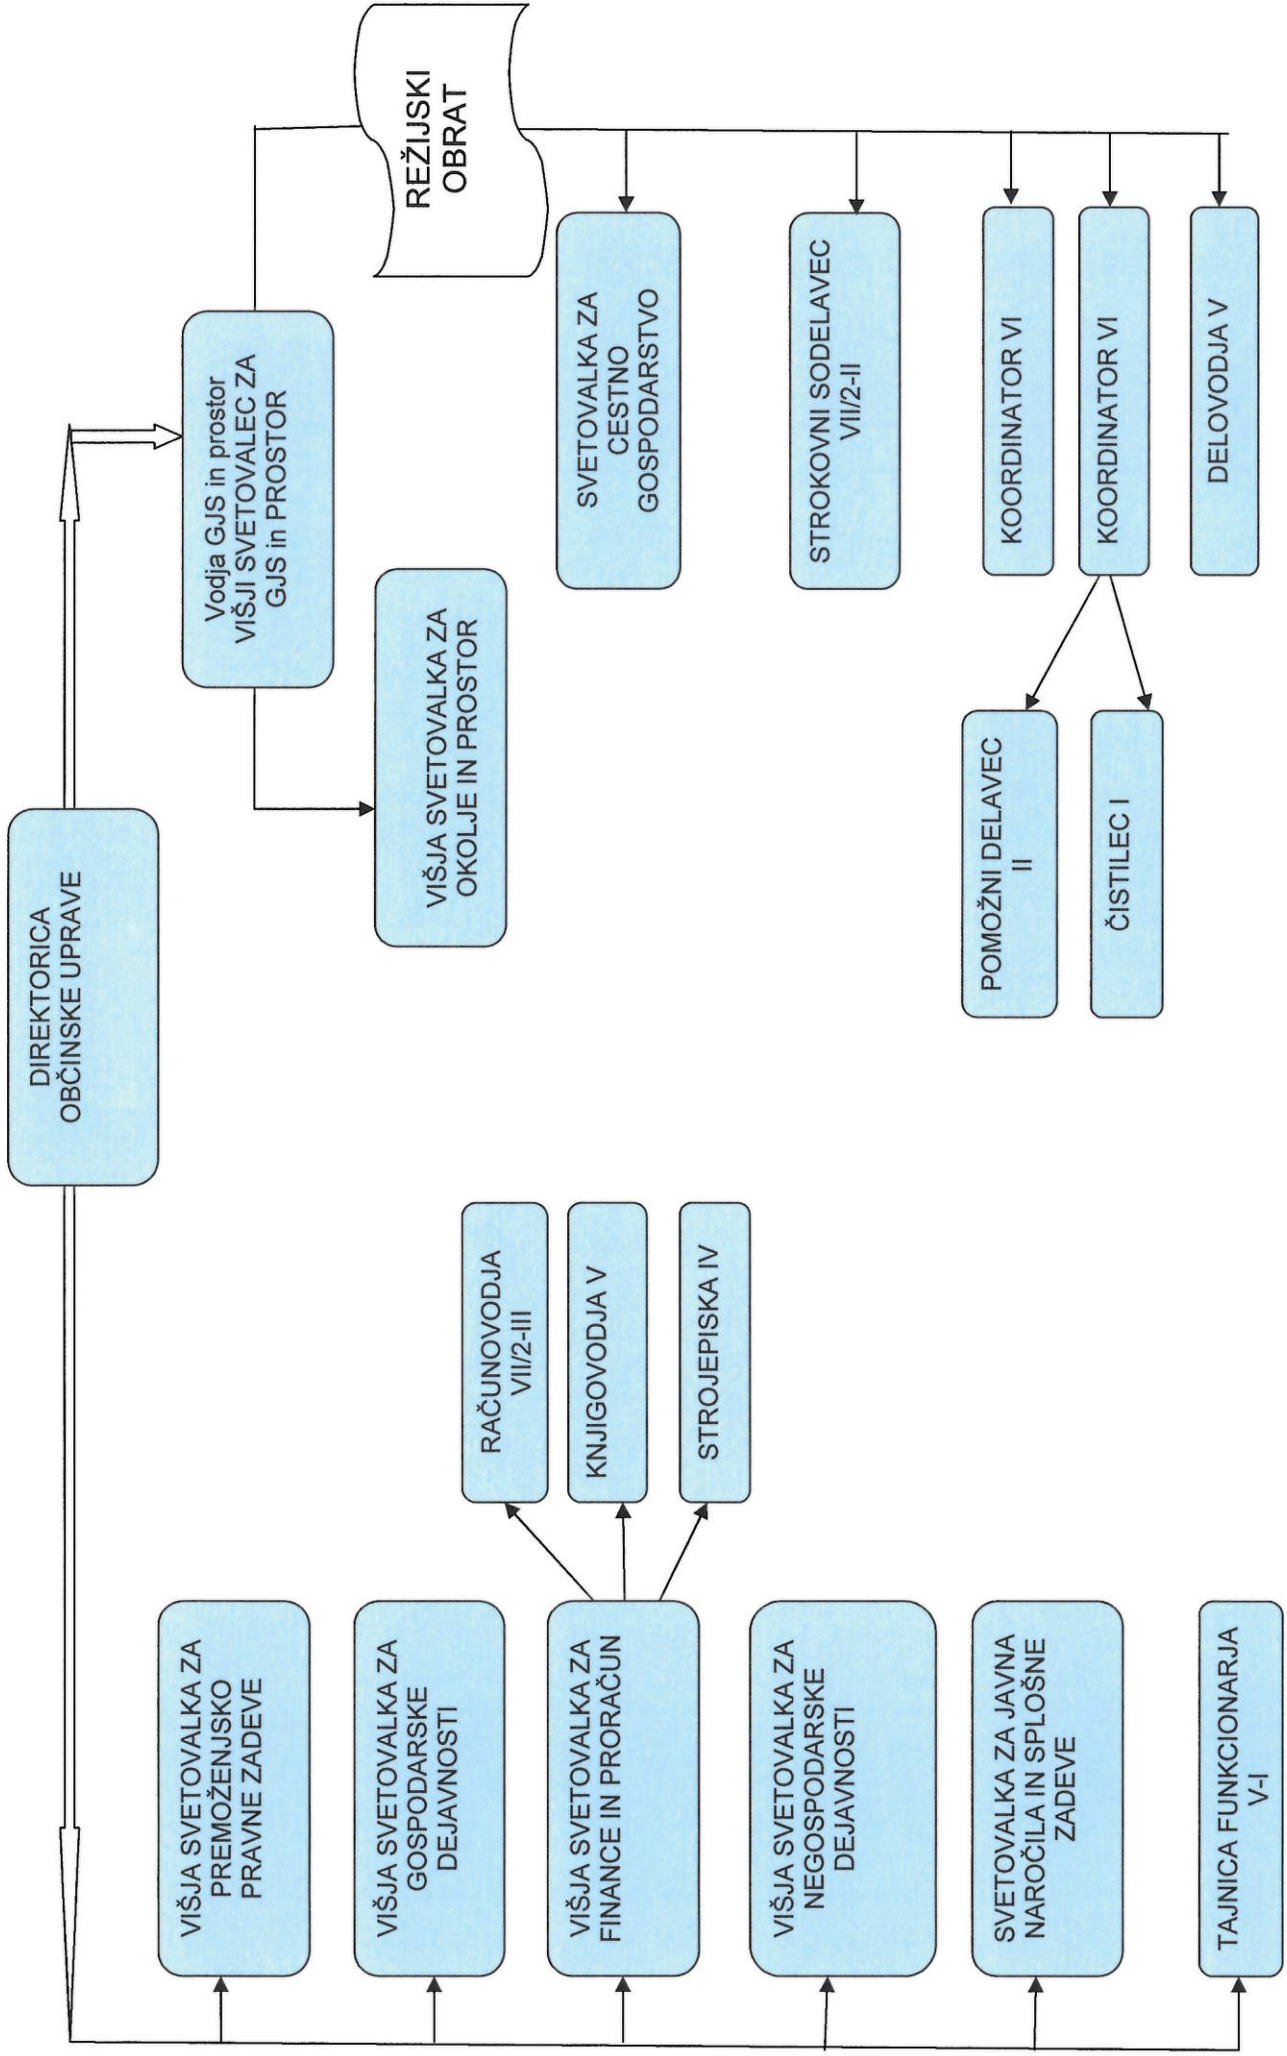 DIREKTORICA
OBČINSKE UPRAVE
VIŠJA SVETOVALKA ZA
PREMOŽENJSKO
PRAVNE ZADEVE
VIŠJA SVETOVALKA ZA
GOSPODARSKE
DEJAVNOSTI
VIŠJA SVETOVALKA ZA
FINANCE IN PRORAČUN
RAČUNOVODJA
VII/2-III
KNJIGOVODJA V
STROJEPISKA IV
VIŠJA SVETOVALKA ZA
NEGOSPODARSKE
DEJAVNOSTI
SVETOVALKA ZA JAVNA
NAROČILA IN SPLOŠNE
ZADEVE
TAJNICA FUNKCIONARJA
V-I
Vodja GJS in prostor
VIŠJI SVETOVALEC ZA
GJS in PROSTOR
VIŠJA SVETOVALKA ZA
OKOLJE IN PROSTOR
REŽIJSKI
OBRAT
SVETOVALKA ZA
CESTNO
GOSPODARSTVO
STROKOVNI SODELAVEC
VII/2-II
KOORDINATOR VI
KOORDINATOR VI
POMOŽNI DELAVEC
II
ČISTILEC I
DELOVODJA V